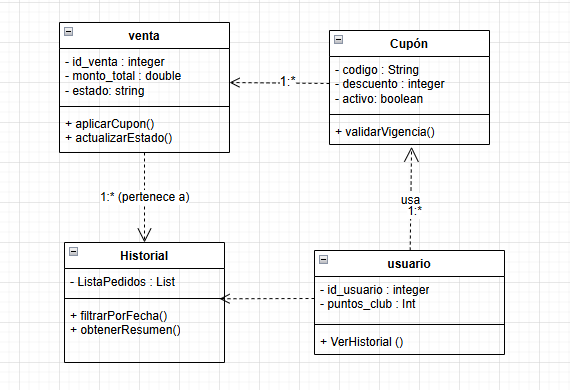 venta
- id_venta : integer
- monto_total : double
- estado: string
+ aplicarCupon()
+ actualizarEstado()
Cupón
- codigo : String
- descuento : integer
- activo: boolean
+ validarVigencia()
1:*
1:* (pertenece a)
usa
1:*
Historial
- ListaPedidos : List
+ filtrarPorFecha()
+ obtenerResumen()
usuario
- id_usuario : integer
- puntos_club : Int
+ VerHistorial ()